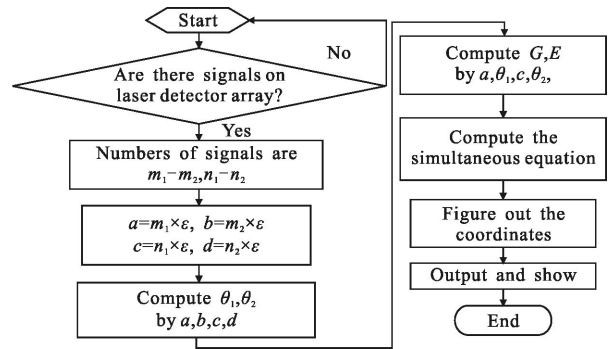 Start
No
Are there signals on
laser detector array?
Yes
Numbers of signals are
m₁−m₂,n₁−n₂
a=m₁×ε, b=m₂×ε
c=n₁×ε, d=n₂×ε
Compute θ₁,θ₂
by a,b,c,d
Compute G,E
by a,θ₁,c,θ₂,
Compute the
simultaneous equation
Figure out the
coordinates
Output and show
End